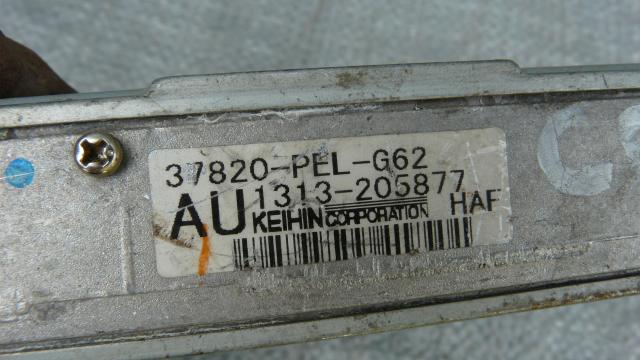 37820-PEL-G62
AU 1313-205877
KEIHIN CORPORATION HAF